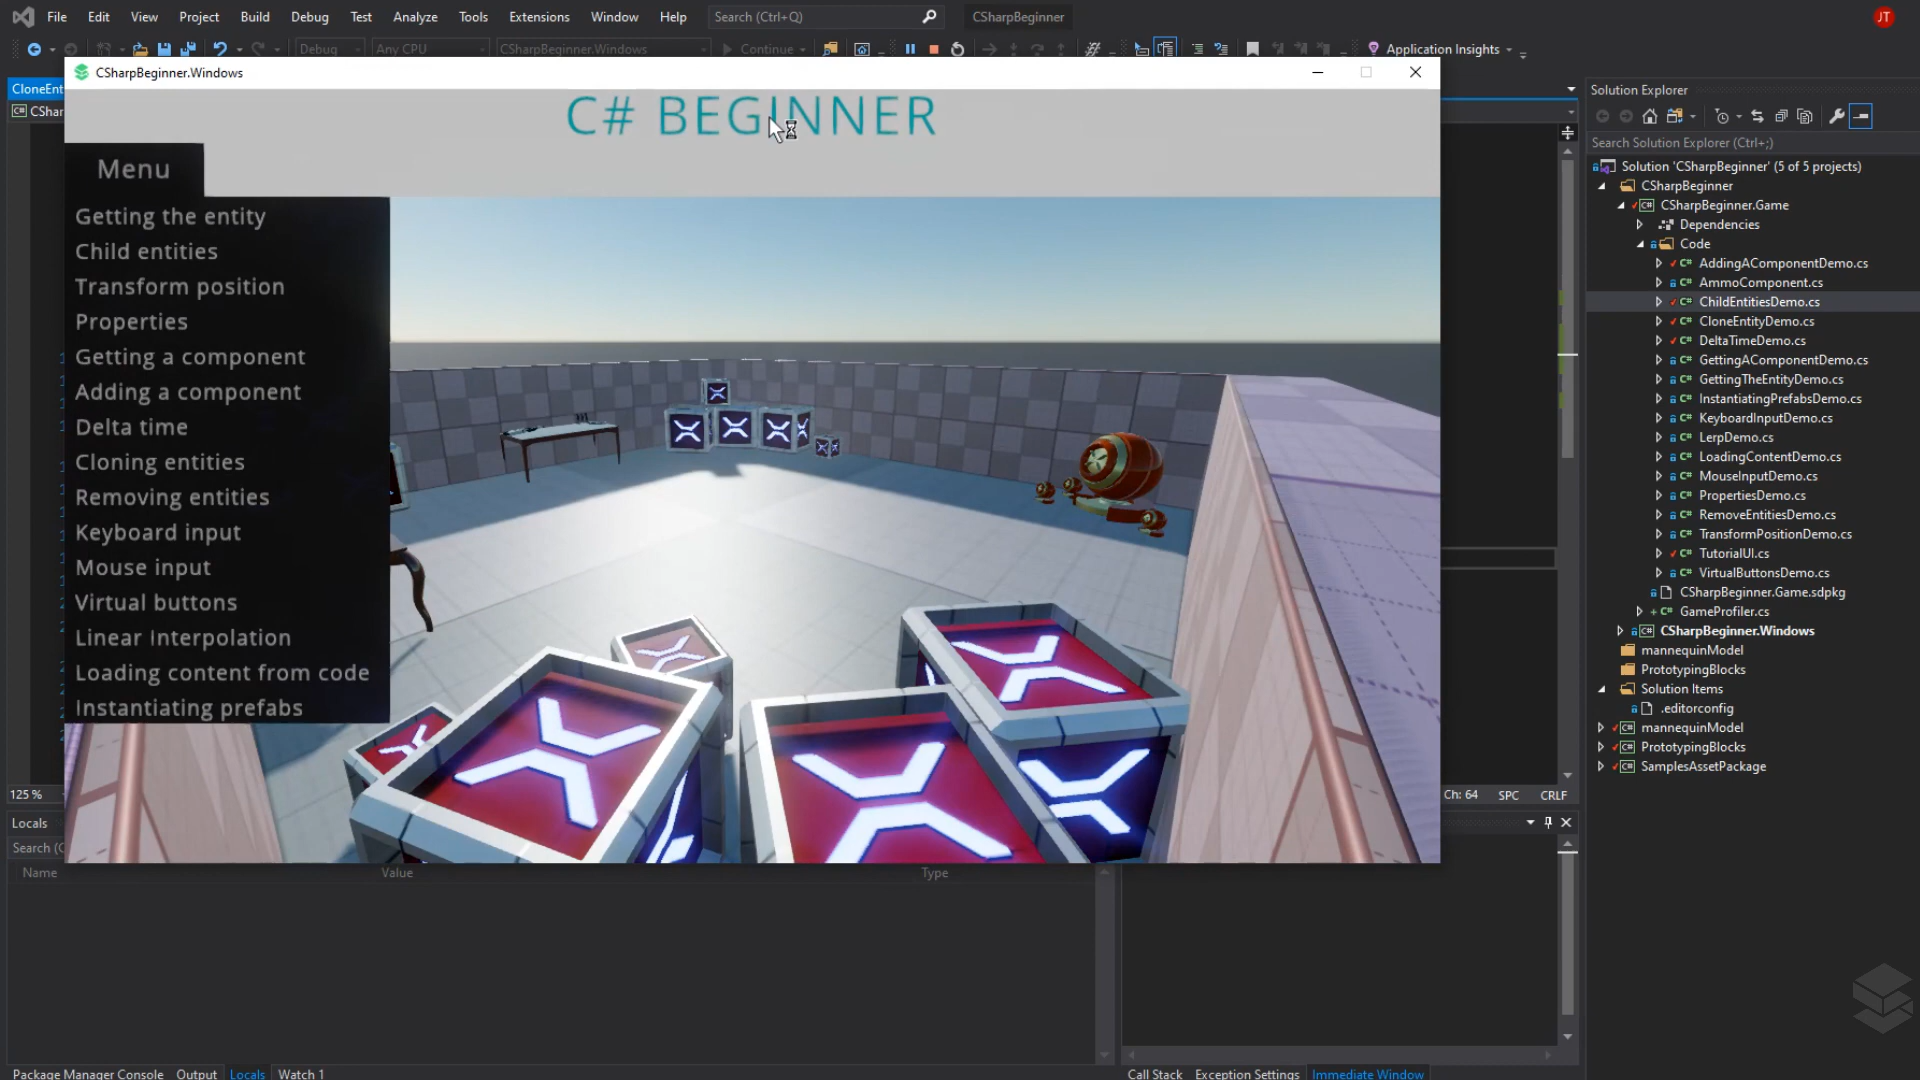 File Edit View Project Build Debug Test Analyze Tools Extensions Window Help Search (Ctrl+Q) CSharpBeginner JT
Debug Any CPU CSharpBeginner.Windows Continue Application Insights
CSharpBeginner.Windows
CloneEnt
CShar
C# BEGINNER
Menu
Getting the entity
Child entities
Transform position
Properties
Getting a component
Adding a component
Delta time
Cloning entities
Removing entities
Keyboard input
Mouse input
Virtual buttons
Linear Interpolation
Loading content from code
Instantiating prefabs
125 %
Ch: 64 SPC CRLF
Locals
Search (C
Name Value Type
Package Manager Console Output Locals Watch 1
Call Stack Exception Settings Immediate Window
Solution Explorer
Search Solution Explorer (Ctrl+;)
Solution 'CSharpBeginner' (5 of 5 projects)
CSharpBeginner
C# CSharpBeginner.Game
Dependencies
Code
C# AddingAComponentDemo.cs
C# AmmoComponent.cs
C# ChildEntitiesDemo.cs
C# CloneEntityDemo.cs
C# DeltaTimeDemo.cs
C# GettingAComponentDemo.cs
C# GettingTheEntityDemo.cs
C# InstantiatingPrefabsDemo.cs
C# KeyboardInputDemo.cs
C# LerpDemo.cs
C# LoadingContentDemo.cs
C# MouseInputDemo.cs
C# PropertiesDemo.cs
C# RemoveEntitiesDemo.cs
C# TransformPositionDemo.cs
C# TutorialUI.cs
C# VirtualButtonsDemo.cs
CSharpBeginner.Game.sdpkg
C# GameProfiler.cs
C# CSharpBeginner.Windows
mannequinModel
PrototypingBlocks
Solution Items
.editorconfig
C# mannequinModel
C# PrototypingBlocks
C# SamplesAssetPackage